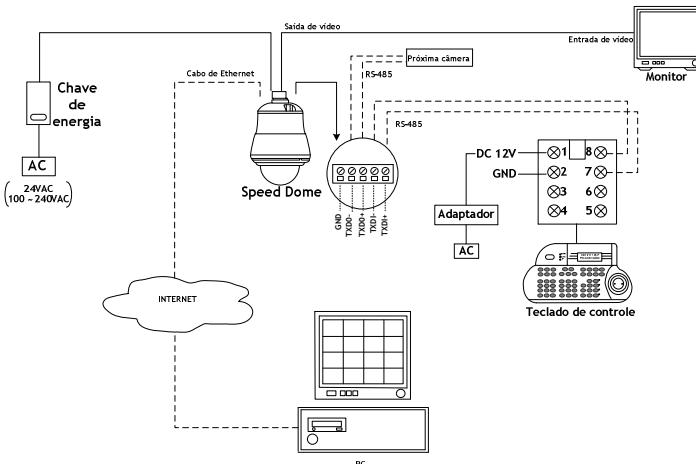 Saída de vídeo
Entrada de vídeo
Monitor
Próxima câmera
RS-485
Cabo de Ethernet
Chave
de
energia
RS-485
AC
24VAC
100 ~ 240VAC
Speed Dome
GND
TXD0-
TXD0+
TXDI-
TXDI+
DC 12V
GND
1
8
2
7
3
6
4
5
Adaptador
AC
Teclado de controle
INTERNET
PC